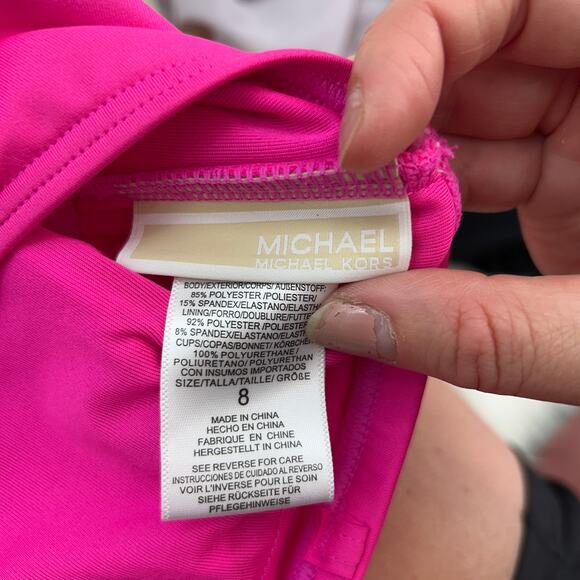 MICHAEL
MICHAEL KORS
BODY/EXTERIOR/CORPS/ AUßENSTOFF:
85% POLYESTER /POLIESTER/
15% SPANDEX/ELASTANO/ELASTH
LINING/FORRO/DOUBLURE/FUTTE
92% POLYESTER /POLIESTER
8% SPANDEX/ELASTANO/ELAST
CUPS/COPAS/BONNET/ KÖRBCHE
100% POLYURETHANE/
POLIURETANO/ POLYURETHAN
CON INSUMOS IMPORTADOS
SIZE/TALLA/TAILLE/ GRÖßE
8
MADE IN CHINA
HECHO EN CHINA
FABRIQUE EN CHINE
HERGESTELLT IN CHINA
SEE REVERSE FOR CARE
INSTRUCCIONES DE CUIDADO AL REVERSO
VOIR L'INVERSE POUR LE SOIN
SIEHE RÜCKSEITE FÜR
PFLEGEHINWEISE